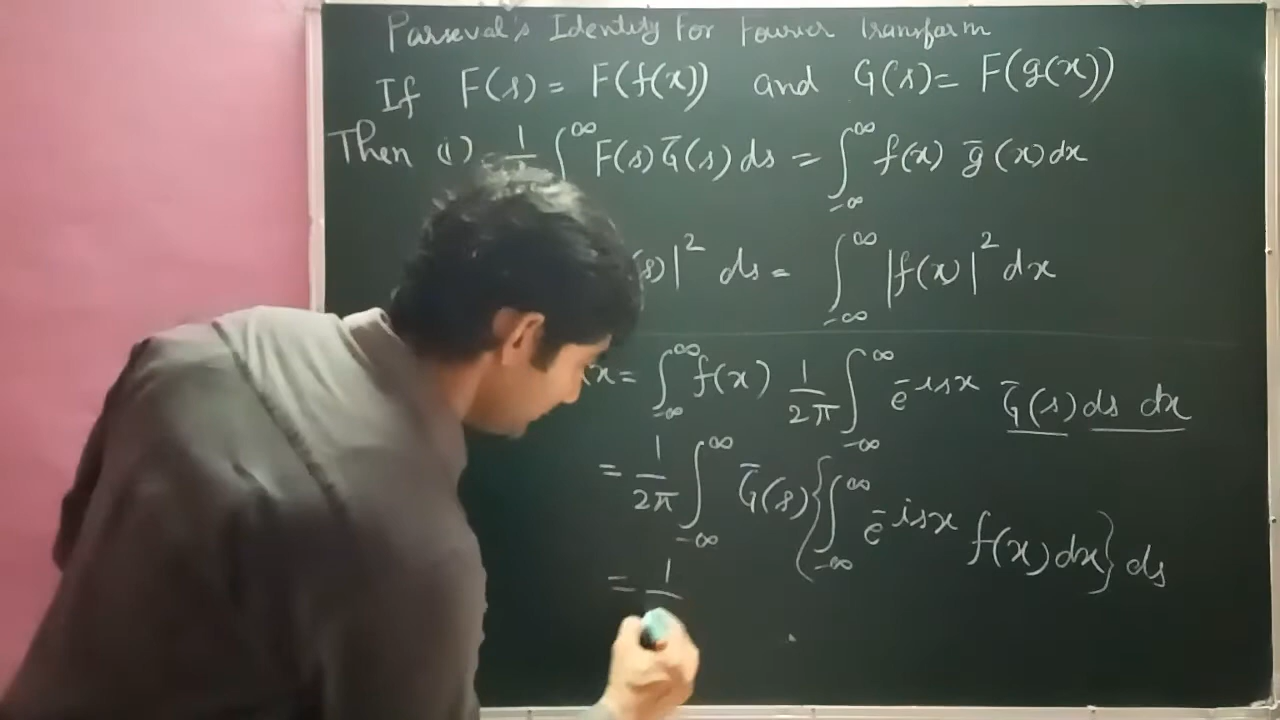 Parseval's Identity For Fourier Transform
If F(s) = F(f(x)) and G(s) = F(g(x))
Then (i) 1 ∫_{-∞}^{∞} F(s) Ḡ(s) ds = ∫_{-∞}^{∞} f(x) ḡ(x) dx
(s)|² ds = ∫_{-∞}^{∞} |f(x)|² dx
x = ∫_{-∞}^{∞} f(x) 1/2π ∫_{-∞}^{∞} e^{-isx} Ḡ(s) ds dx
= 1/2π ∫_{-∞}^{∞} Ḡ(s) { ∫_{-∞}^{∞} e^{-isx} f(x) dx } ds
= 1